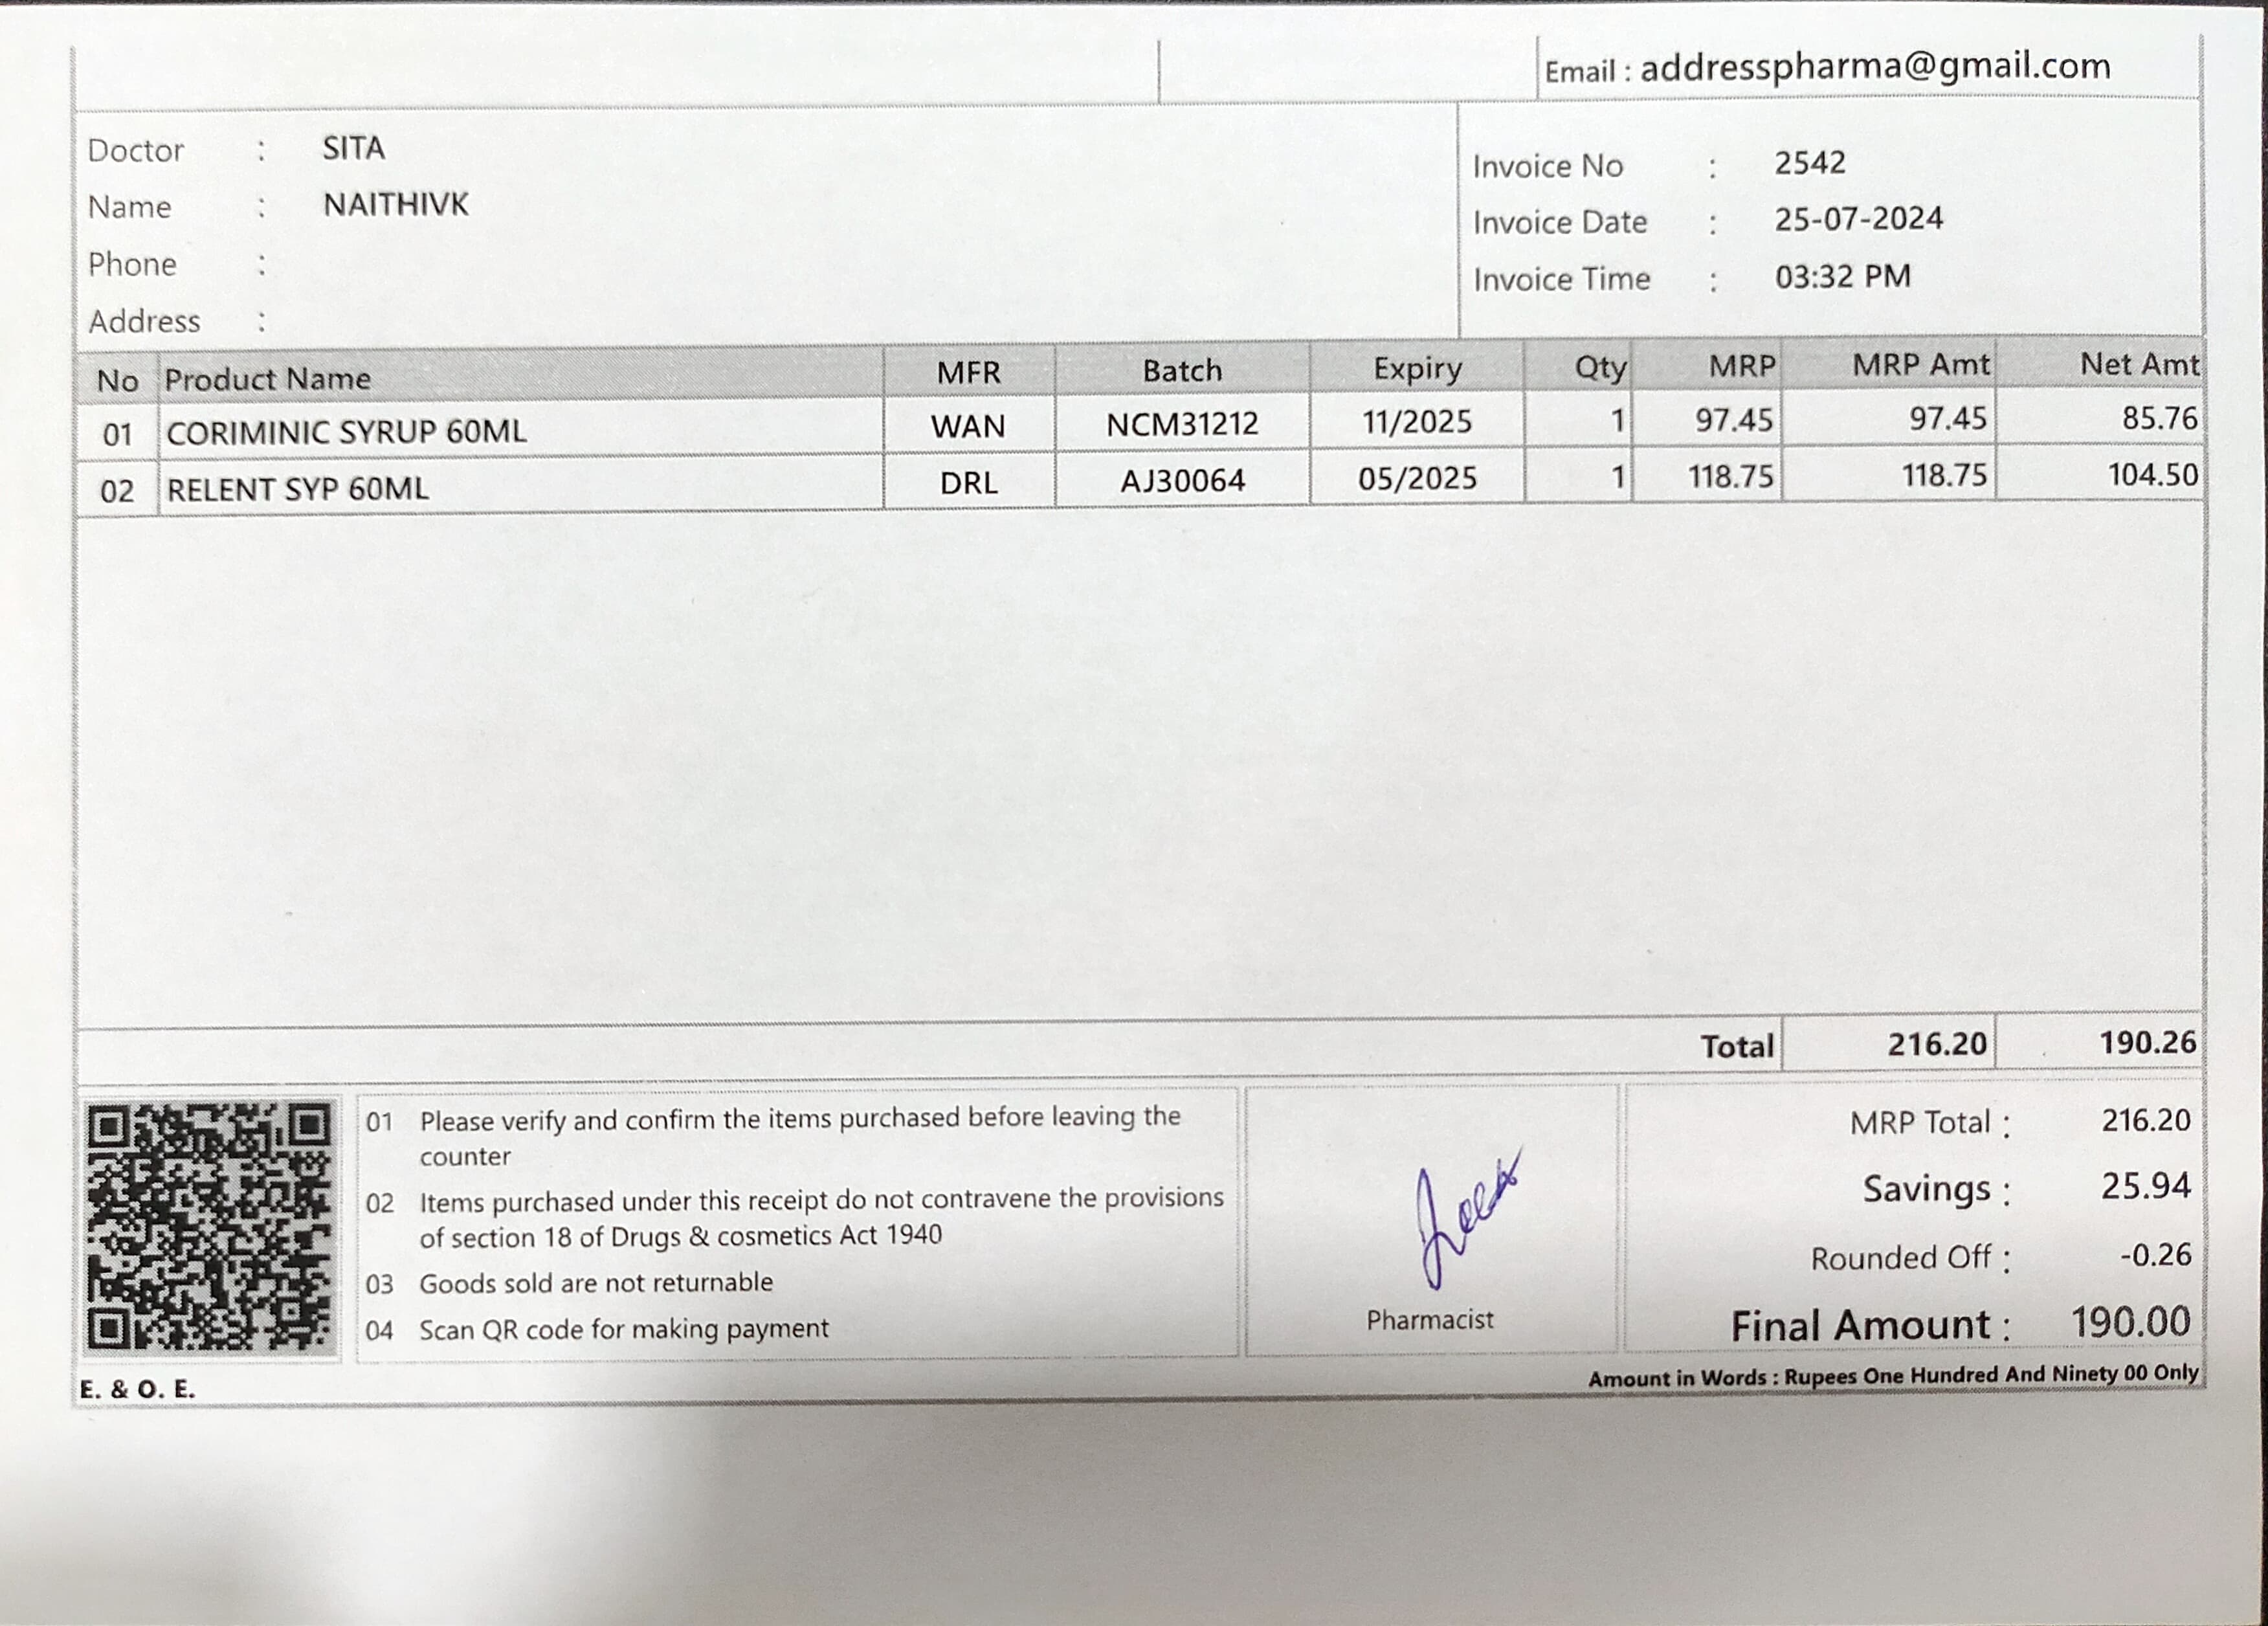 Email : addresspharma@gmail.com
Doctor : SITA
Name : NAITHIVK
Phone :
Address :
Invoice No : 2542
Invoice Date : 25-07-2024
Invoice Time : 03:32 PM
No Product Name MFR Batch Expiry Qty MRP MRP Amt Net Amt
01 CORIMINIC SYRUP 60ML WAN NCM31212 11/2025 1 97.45 97.45 85.76
02 RELENT SYP 60ML DRL AJ30064 05/2025 1 118.75 118.75 104.50
Total 216.20 190.26
01 Please verify and confirm the items purchased before leaving the
counter
02 Items purchased under this receipt do not contravene the provisions
of section 18 of Drugs & cosmetics Act 1940
03 Goods sold are not returnable
04 Scan QR code for making payment
Pharmacist
MRP Total : 216.20
Savings : 25.94
Rounded Off : -0.26
Final Amount : 190.00
E. & O. E.
Amount in Words : Rupees One Hundred And Ninety 00 Only